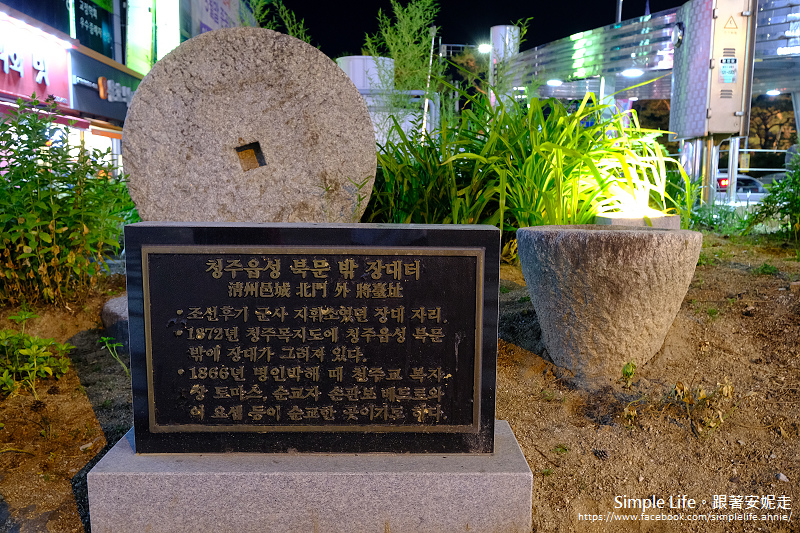 청주읍성 북문 밖 장대터
清州邑城 北門 外 將臺址
•조선후기 군사 지휘소였던 장대 자리.
•1872년 청주목지도에 청주읍성 북문
밖에 장대가 그려져 있다.
•1866년 병인박해 때 천주교 복자
장 토마스, 순교자 손관보 베드로와
이 요셉 등이 순교한 곳이기도 하다.
Simple Life。跟著安妮走
https://www.facebook.com/simplelife.annie/